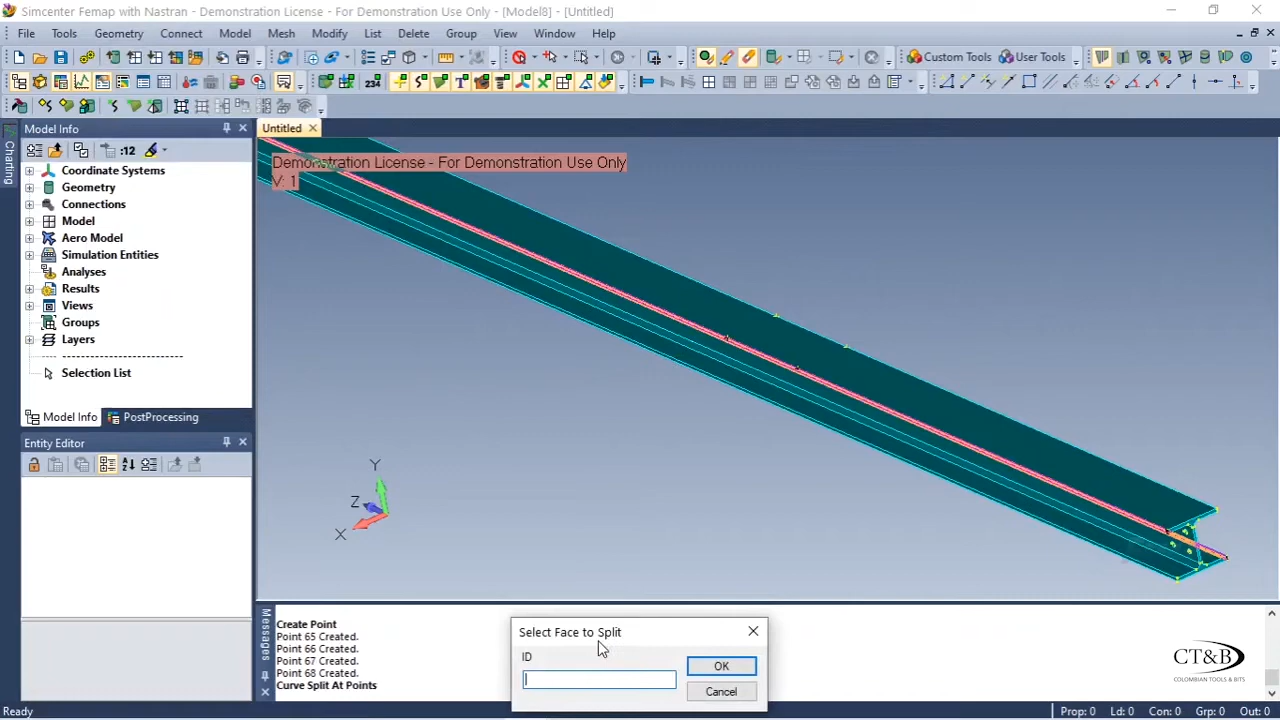 Simcenter Femap with Nastran - Demonstration License - For Demonstration Use Only - [Model8] - [Untitled]
File Tools Geometry Connect Model Mesh Modify List Delete Group View Window Help
Custom Tools User Tools
234
Model Info
Untitled
Charting
:12
Demonstration License - For Demonstration Use Only
V: 1
Coordinate Systems
Geometry
Connections
Model
Aero Model
Simulation Entities
Analyses
Results
Views
Groups
Layers
Selection List
Model Info PostProcessing
Entity Editor
Y
Z
X
Messages
Create Point
Point 65 Created.
Point 66 Created.
Point 67 Created.
Point 68 Created.
Curve Split At Points
Select Face to Split
ID
OK
Cancel
CT&B
COLOMBIAN TOOLS & BITS
Ready
Prop: 0 Ld: 0 Con: 0 Grp: 0 Out: 0